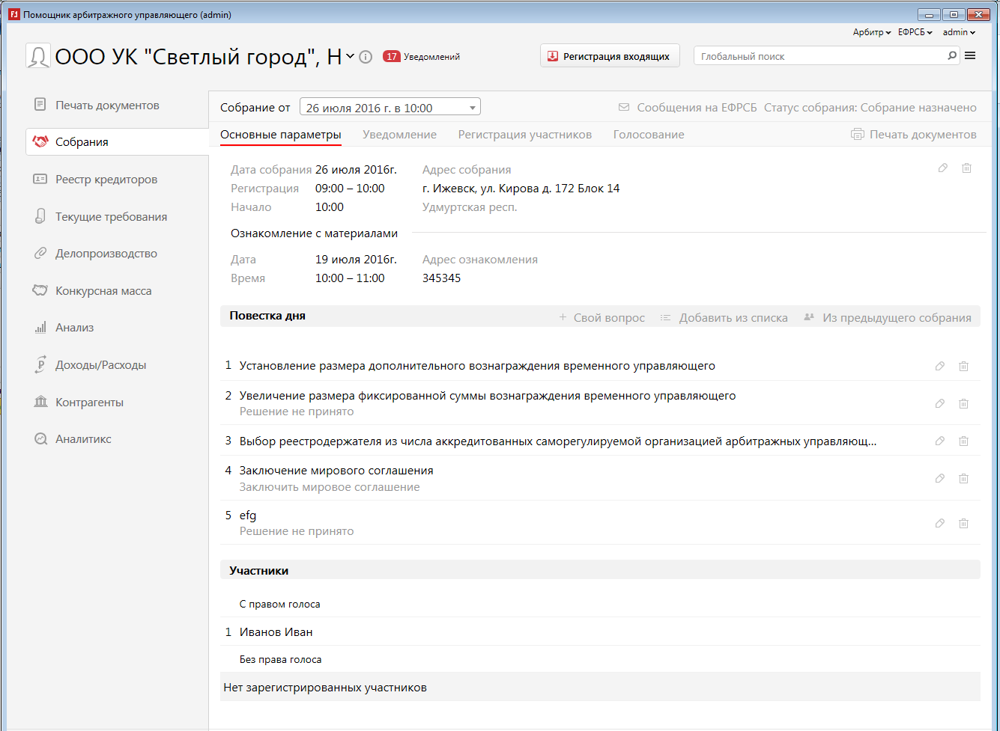 Помощник арбитражного управляющего (admin)
Арбитр ЕФРСБ admin
ООО УК "Светлый город", Н 17 Уведомлений Регистрация входящих Глобальный поиск
Печать документов
Собрания
Реестр кредиторов
Текущие требования
Делопроизводство
Конкурсная масса
Анализ
Доходы/Расходы
Контрагенты
Аналитикс
Собрание от 26 июля 2016 г. в 10:00 Сообщения на ЕФРСБ Статус собрания: Собрание назначено
Основные параметры Уведомление Регистрация участников Голосование Печать документов
Дата собрания 26 июля 2016г. Адрес собрания
Регистрация 09:00 – 10:00 г. Ижевск, ул. Кирова д. 172 Блок 14
Начало 10:00 Удмуртская респ.
Ознакомление с материалами
Дата 19 июля 2016г. Адрес ознакомления
Время 10:00 – 11:00 345345
Повестка дня + Свой вопрос Добавить из списка Из предыдущего собрания
1 Установление размера дополнительного вознаграждения временного управляющего
2 Увеличение размера фиксированной суммы вознаграждения временного управляющего
Решение не принято
3 Выбор реестродержателя из числа аккредитованных саморегулируемой организацией арбитражных управляющ...
4 Заключение мирового соглашения
Заключить мировое соглашение
5 efg
Решение не принято
Участники
С правом голоса
1 Иванов Иван
Без права голоса
Нет зарегистрированных участников